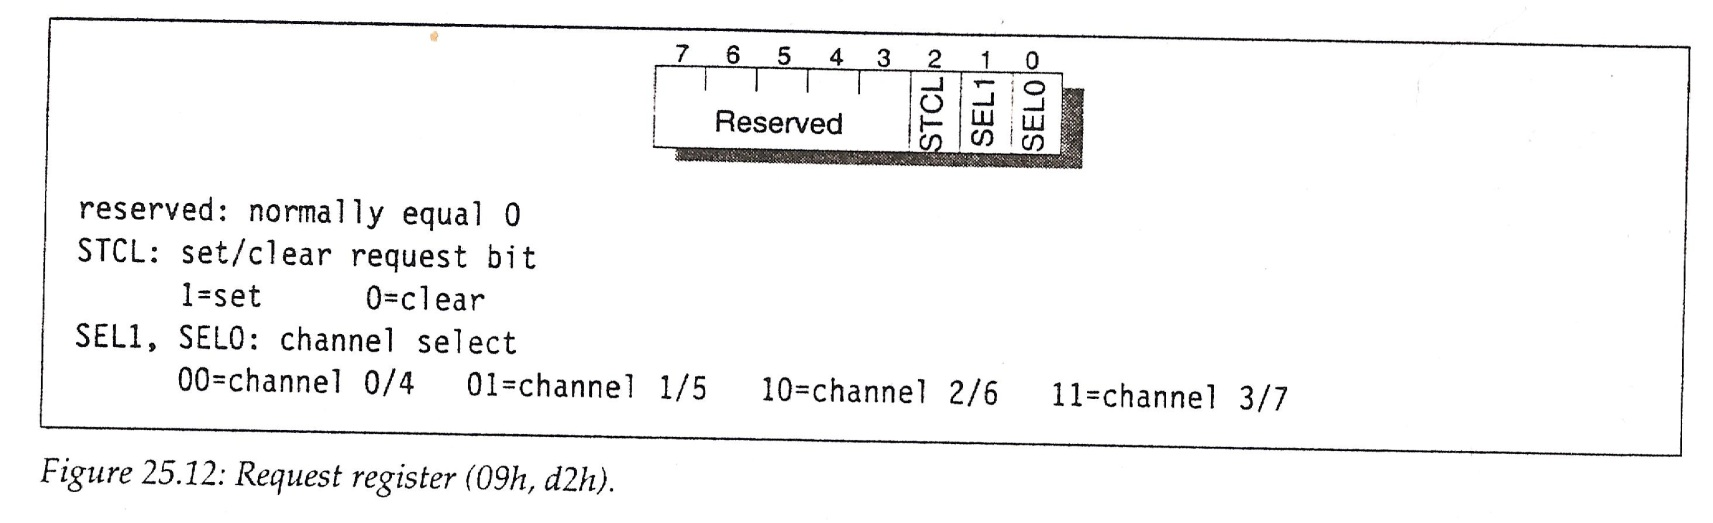 7 6 5 4 3 2 1 0
Reserved STCL SEL1 SEL0
reserved: normally equal 0
STCL: set/clear request bit
1=set 0=clear
SEL1, SEL0: channel select
00=channel 0/4 01=channel 1/5 10=channel 2/6 11=channel 3/7
Figure 25.12: Request register (09h, d2h).